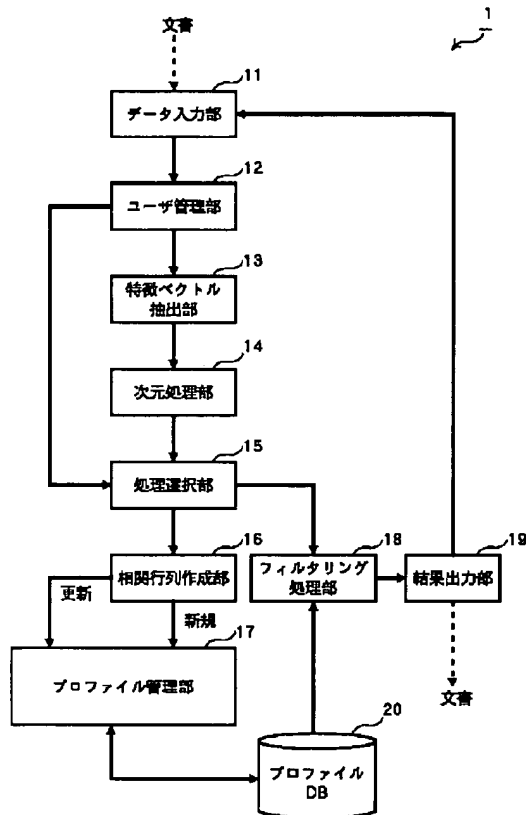 文書
1
11
データ入力部
12
ユーザ管理部
13
特徴ベクトル
抽出部
14
次元処理部
15
処理選択部
16
相関行列作成部
18
フィルタリング
処理部
19
結果出力部
更新
新規
17
プロファイル管理部
文書
20
プロファイル
DB